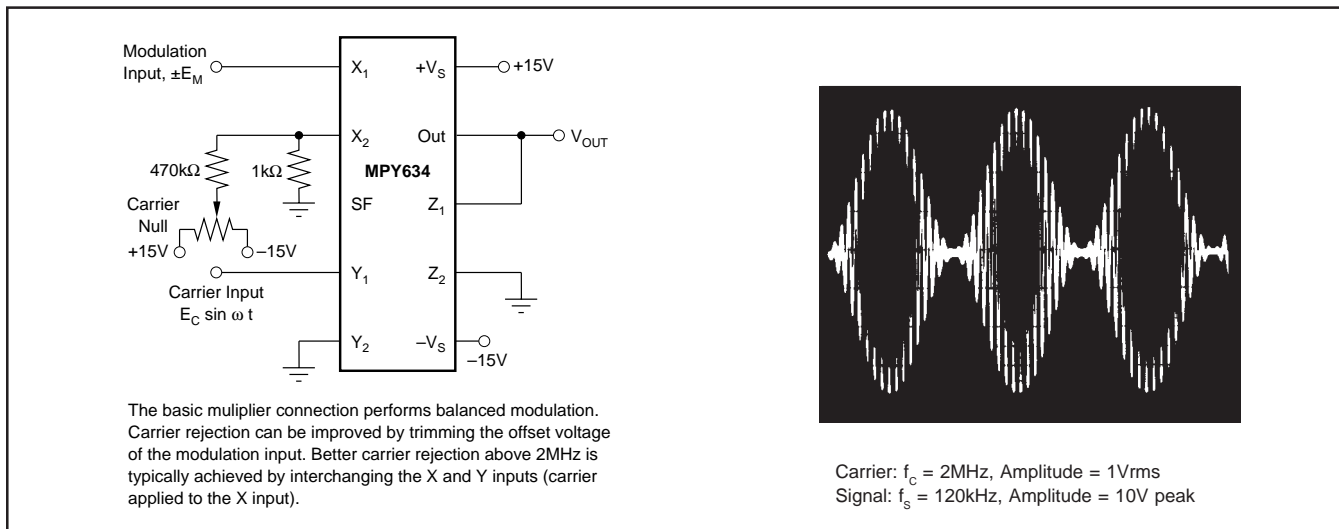 Modulation
Input, ±E_M
X_1
+V_S
+15V
X_2
Out
V_OUT
470kΩ
1kΩ
MPY634
Carrier
Null
SF
Z_1
+15V
–15V
Y_1
Z_2
Carrier Input
E_C sin ω t
Y_2
–V_S
–15V
The basic muliplier connection performs balanced modulation.
Carrier rejection can be improved by trimming the offset voltage
of the modulation input. Better carrier rejection above 2MHz is
typically achieved by interchanging the X and Y inputs (carrier
applied to the X input).
Carrier: f_C = 2MHz, Amplitude = 1Vrms
Signal: f_S = 120kHz, Amplitude = 10V peak